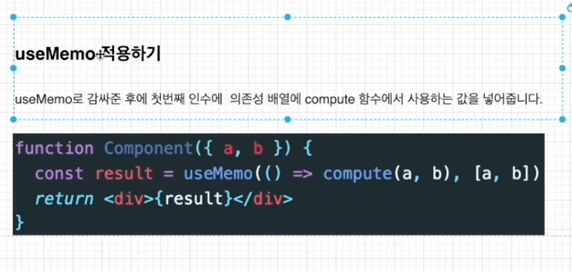 useMemo 적용하기
useMemo로 감싸준 후에 첫번째 인수에 의존성 배열에 compute 함수에서 사용하는 값을 넣어줍니다.
function Component({ a, b }) {
  const result = useMemo(() => compute(a, b), [a, b])
  return <div>{result}</div>
}